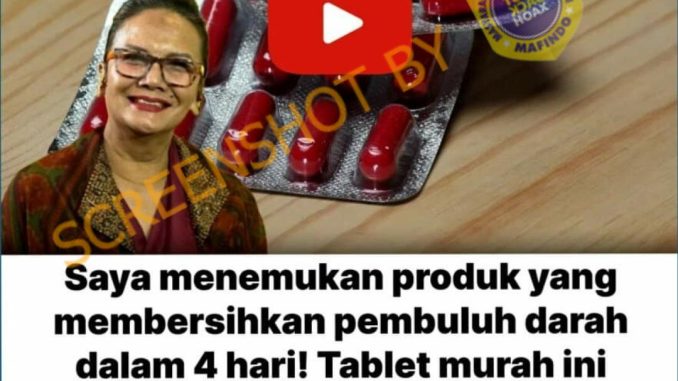 HOAX
MAFINDO
SCREENSHOT BY
Saya menemukan produk yang
membersihkan pembuluh darah
dalam 4 hari! Tablet murah ini